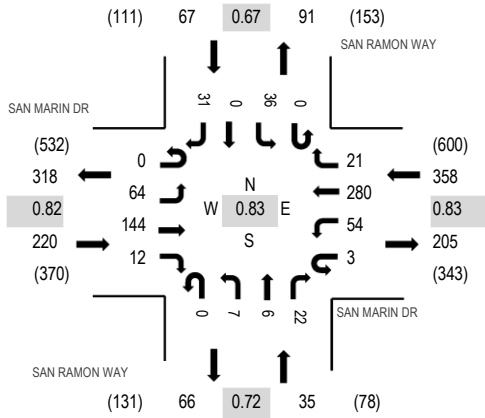 (111) 67 0.67 91 (153)
SAN RAMON WAY
SAN MARIN DR
31 0 36 0
(532) (600)
0 21
318 358
64 N 280
0.82 W 0.83 E 0.83
144 S 54
220 205
12 3
(370) (343)
0 7 6 22
SAN MARIN DR
SAN RAMON WAY
(131) 66 0.72 35 (78)